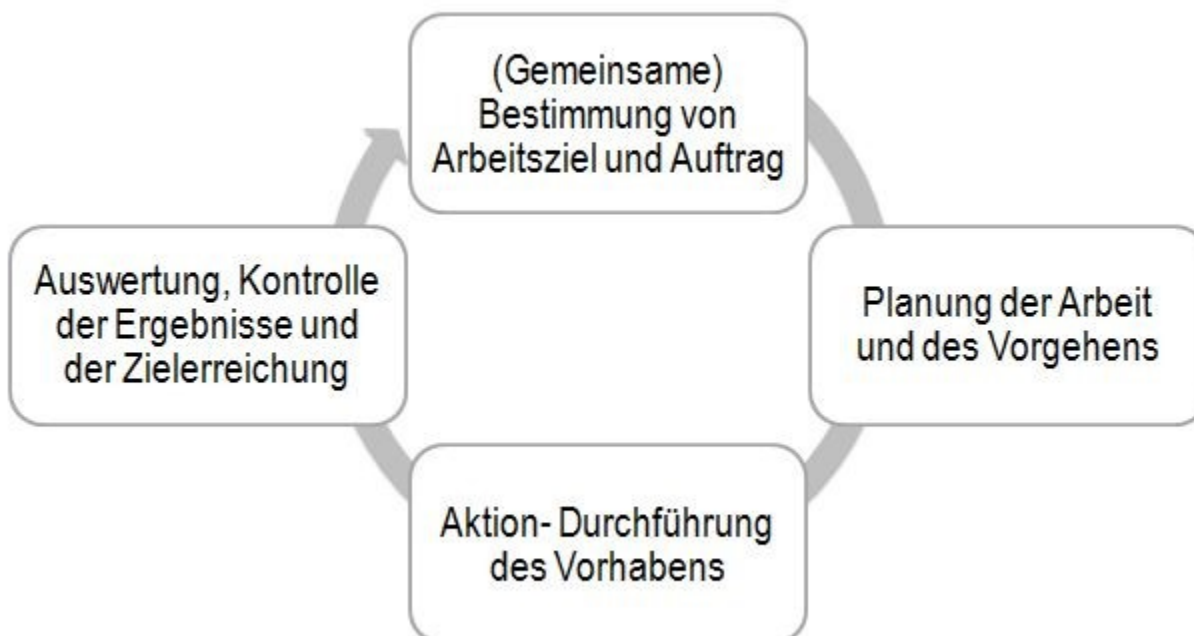 (Gemeinsame)
Bestimmung von
Arbeitsziel und Auftrag
Planung der Arbeit
und des Vorgehens
Aktion- Durchführung
des Vorhabens
Auswertung, Kontrolle
der Ergebnisse und
der Zielerreichung